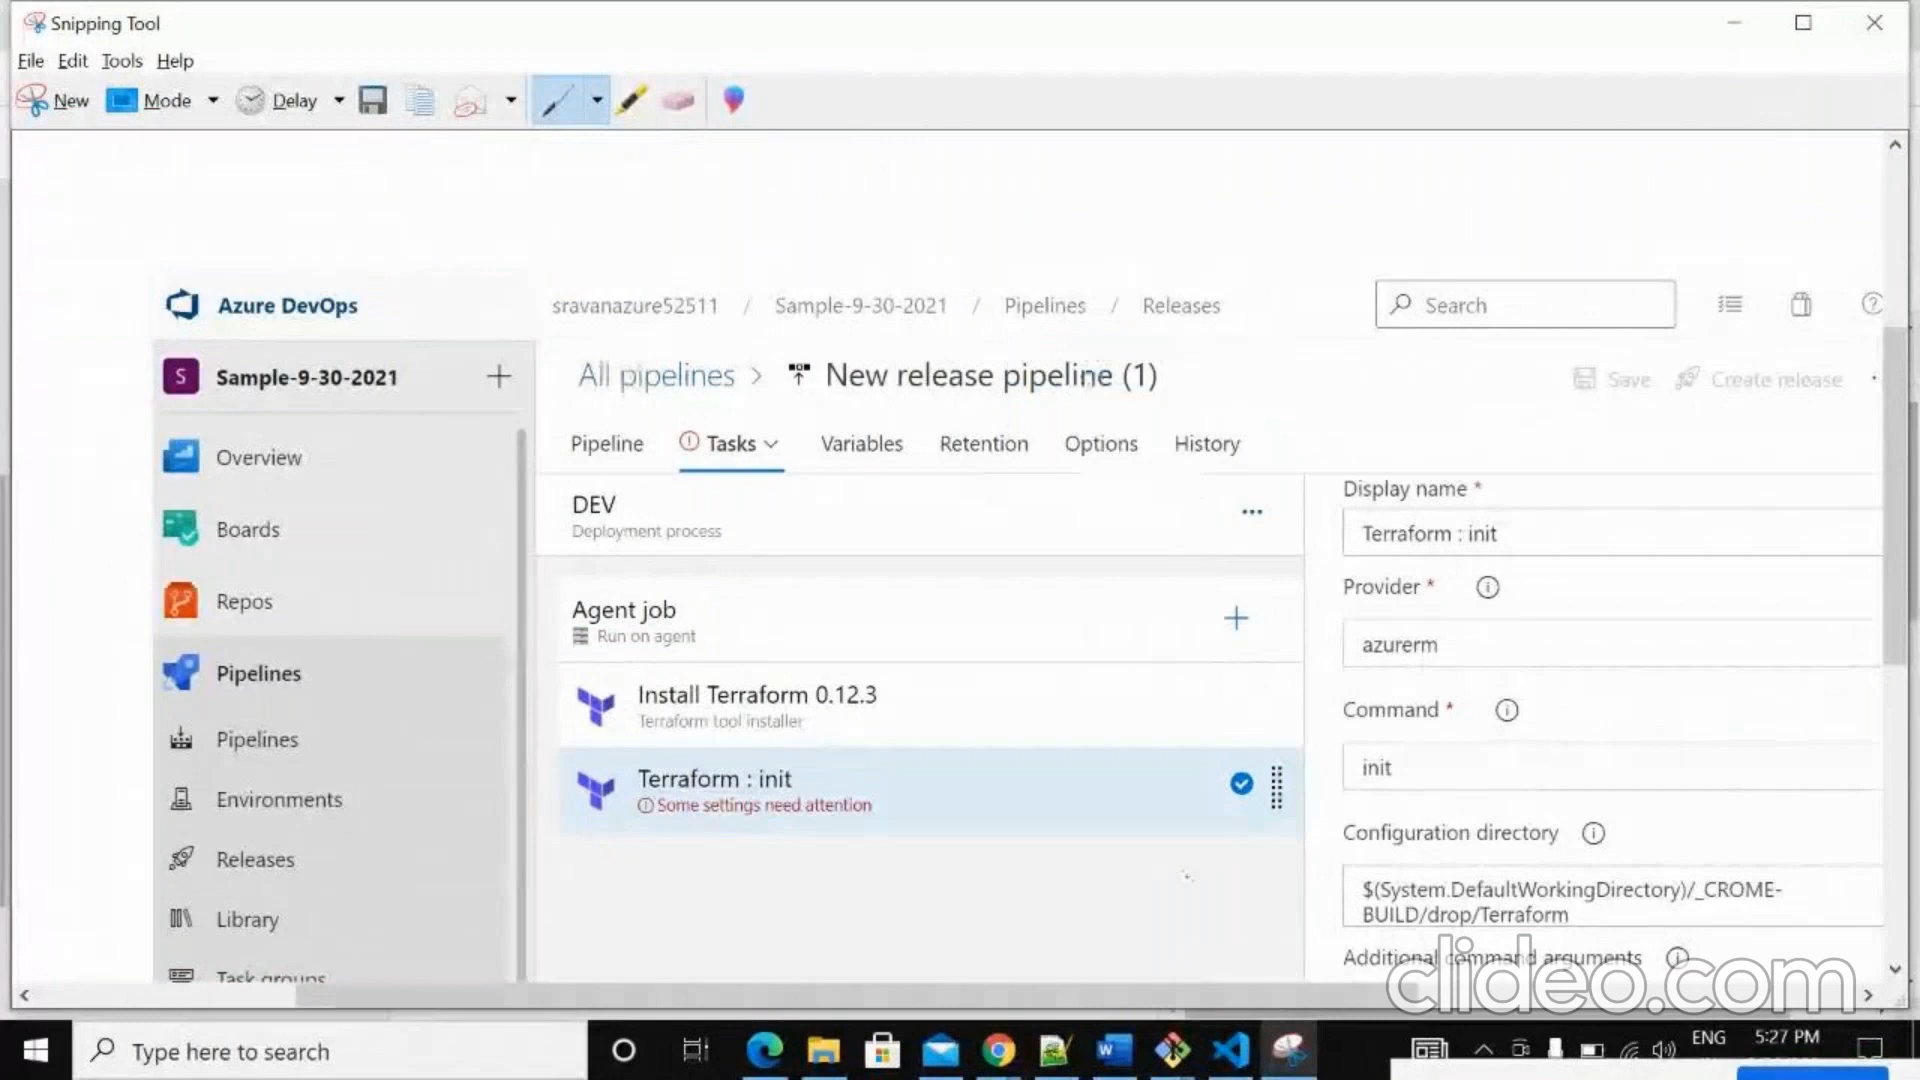 Snipping Tool
File Edit Tools Help
New Mode Delay
Azure DevOps
sravanazure52511 / Sample-9-30-2021 / Pipelines / Releases
Search
S Sample-9-30-2021 +
All pipelines > New release pipeline (1)
Save Create release
Overview
Boards
Repos
Pipelines
Pipelines
Environments
Releases
Library
Task groups
Pipeline Tasks Variables Retention Options History
DEV
Deployment process
...
Agent job
Run on agent
Install Terraform 0.12.3
Terraform tool installer
Terraform : init
Some settings need attention
Display name *
Terraform : init
Provider *
azurerm
Command *
init
Configuration directory
$(System.DefaultWorkingDirectory)/_CROME-
BUILD/drop/Terraform
Additional command arguments
clideo.com
Type here to search
ENG 5:27 PM